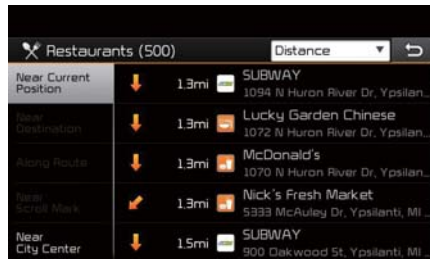 Restaurants (500)
Distance
Near Current
Position
Near
Destination
Along Route
Near
Scroll Mark
Near
City Center
1.3mi
SUBWAY
1094 N Huron River Dr, Ypsilan...
1.3mi
Lucky Garden Chinese
1072 N Huron River Dr, Ypsilan...
1.3mi
McDonald's
1070 N Huron River Dr, Ypsilan...
1.3mi
Nick's Fresh Market
5333 McAuley Dr, Ypsilanti, MI ...
1.5mi
SUBWAY
900 Oakwood St, Ypsilanti, MI ...